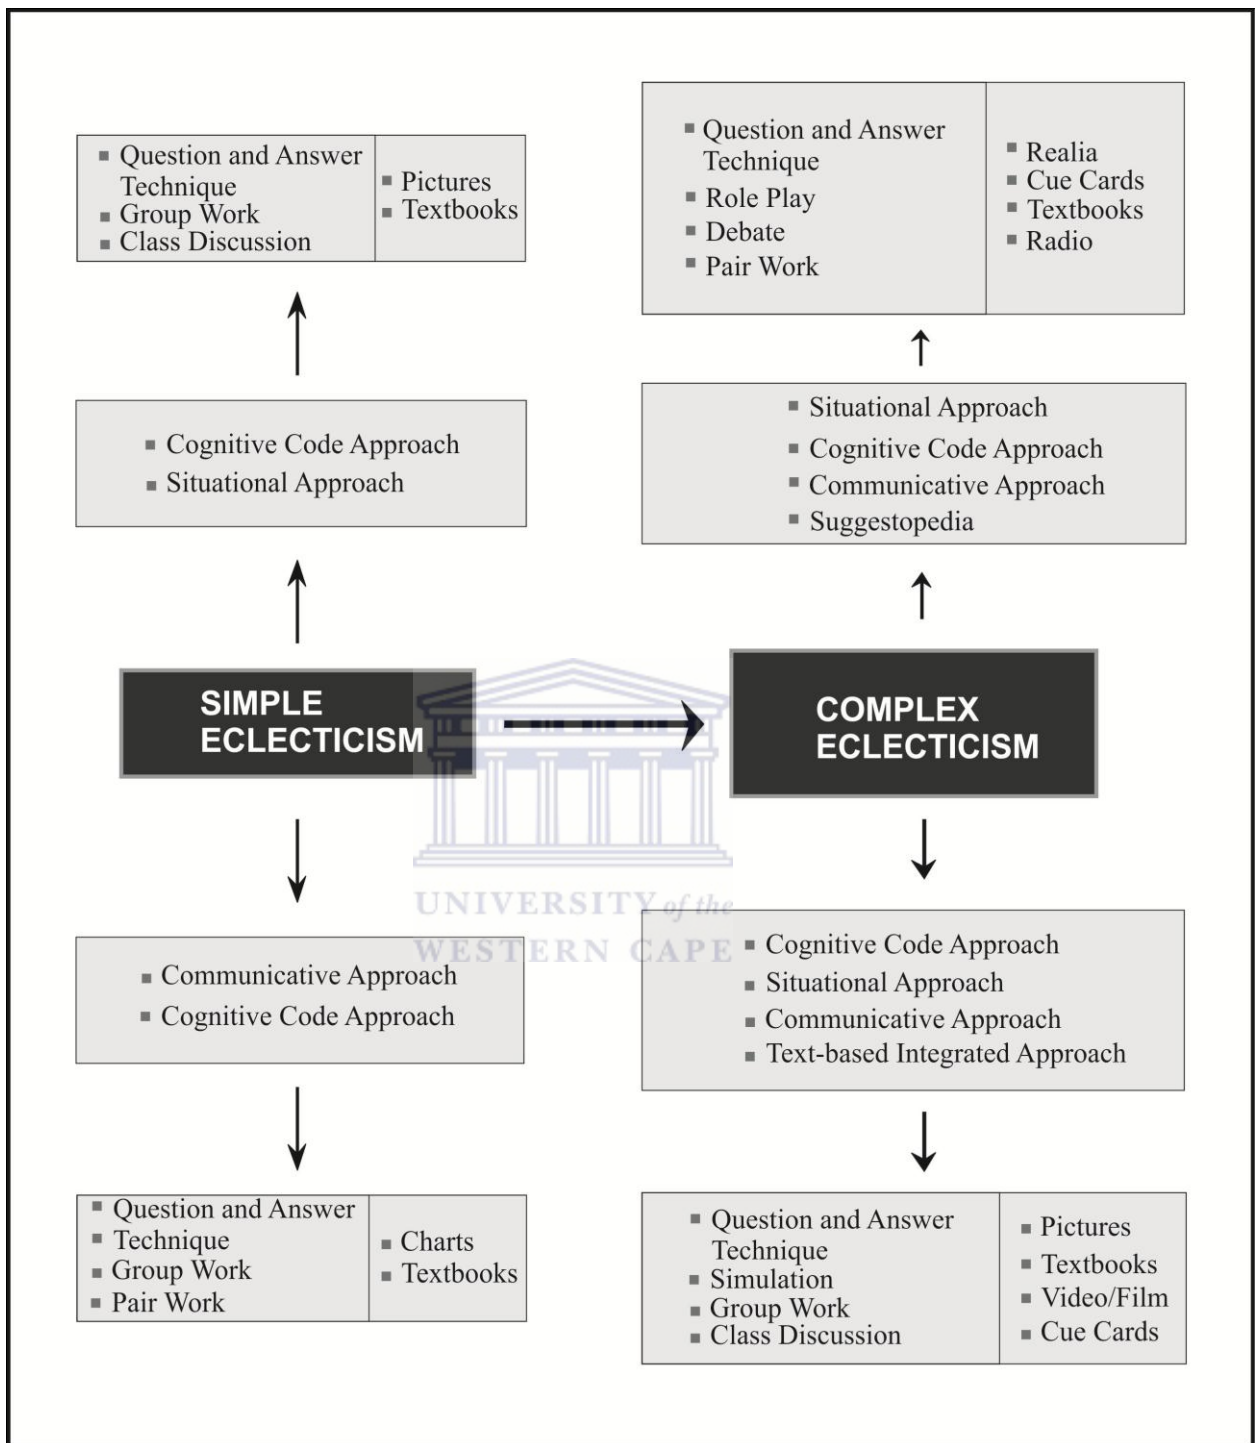 ■ Question and Answer
Technique
■ Group Work
■ Class Discussion
■ Pictures
■ Textbooks
■ Question and Answer
Technique
■ Role Play
■ Debate
■ Pair Work
■ Realia
■ Cue Cards
■ Textbooks
■ Radio
■ Cognitive Code Approach
■ Situational Approach
■ Situational Approach
■ Cognitive Code Approach
■ Communicative Approach
■ Suggestopedia
SIMPLE
ECLECTICISM
COMPLEX
ECLECTICISM
UNIVERSITY of the
WESTERN CAPE
■ Communicative Approach
■ Cognitive Code Approach
■ Cognitive Code Approach
■ Situational Approach
■ Communicative Approach
■ Text-based Integrated Approach
■ Question and Answer
■ Technique
■ Group Work
■ Pair Work
■ Charts
■ Textbooks
■ Question and Answer
Technique
■ Simulation
■ Group Work
■ Class Discussion
■ Pictures
■ Textbooks
■ Video/Film
■ Cue Cards